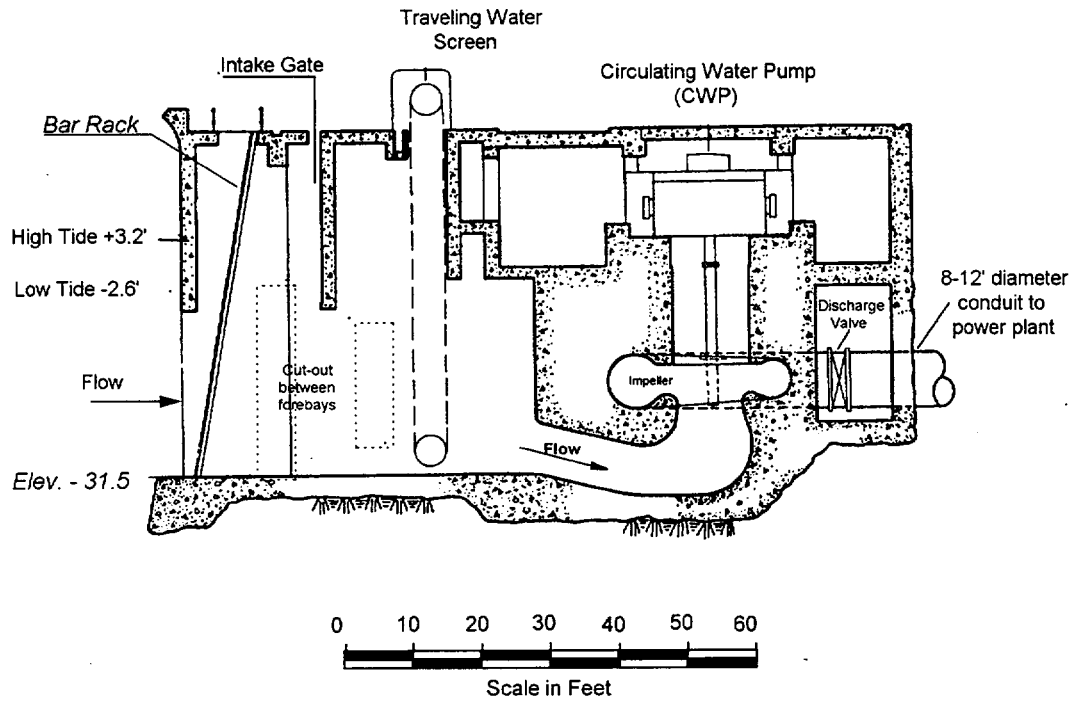 Traveling Water
Screen
Intake Gate
Circulating Water Pump
(CWP)
Bar Rack
High Tide +3.2'
Low Tide -2.6'
8-12' diameter
conduit to
power plant
Discharge
Valve
Flow
Cut-out
between
forebays
Impeller
Flow
Elev. - 31.5
0 10 20 30 40 50 60
Scale in Feet